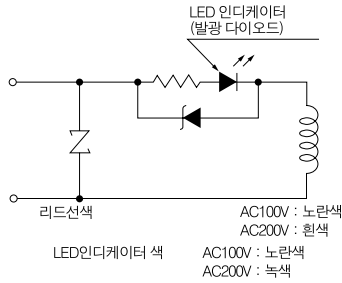 LED 인디케이터
(발광 다이오드)
리드선색
AC100V : 노란색
AC200V : 흰색
LED인디케이터 색
AC100V : 노란색
AC200V : 녹색